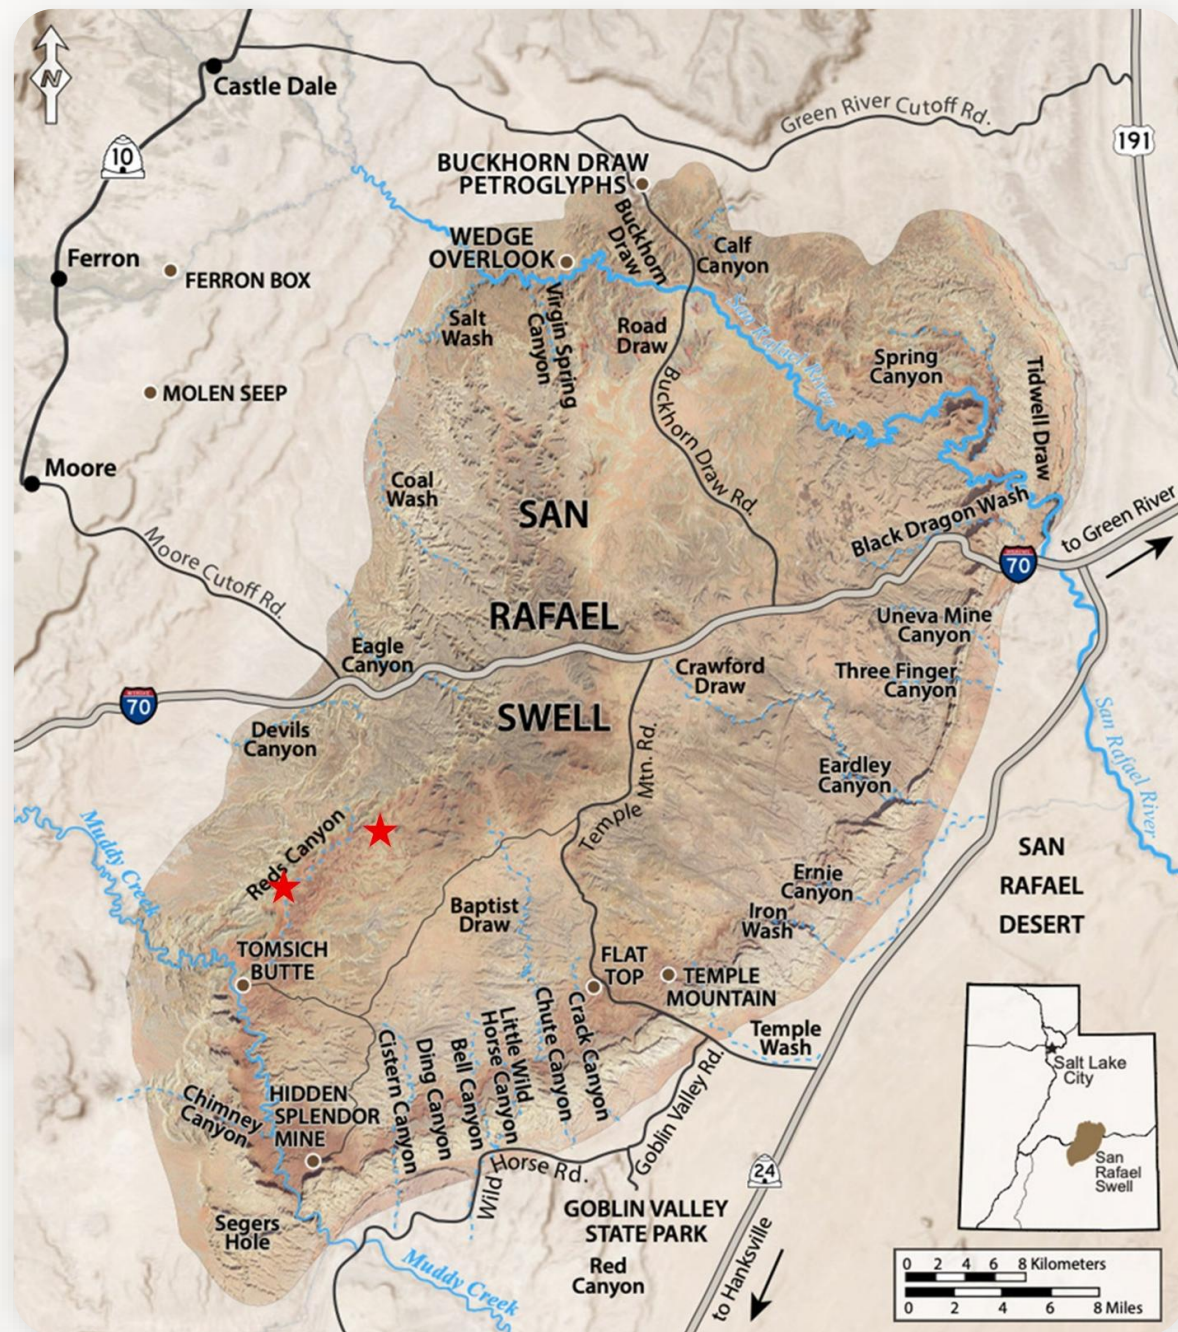 N
Castle Dale
10
Green River Cutoff Rd.
191
BUCKHORN DRAW
PETROGLYPHS
Buckhorn
Draw
Calf
Canyon
WEDGE
OVERLOOK
Ferron
FERRON BOX
Salt
Wash
Virgin Spring
Canyon
Road
Draw
San Rafael River
Spring
Canyon
Tidwell Draw
MOLEN SEEP
Buckhorn Draw Rd.
Moore
Coal
Wash
SAN
RAFAEL
SWELL
Black Dragon Wash
to Green River
70
Moore Cutoff Rd.
Eagle
Canyon
Uneva Mine
Canyon
Three Finger
Canyon
Crawford
Draw
70
Devils
Canyon
Temple Mtn. Rd.
Eardley
Canyon
San Rafael River
Muddy Creek
Reds Canyon
SAN
RAFAEL
DESERT
Ernie
Canyon
Baptist
Draw
Iron
Wash
TOMSICH
BUTTE
FLAT
TOP
TEMPLE
MOUNTAIN
Temple
Wash
Cistern Canyon
Ding Canyon
Bell Canyon
Little Wild
Horse Canyon
Chute Canyon
Crack Canyon
Chimney
Canyon
HIDDEN
SPLENDOR
MINE
Goblin Valley Rd.
Wild Horse Rd.
24
Segers
Hole
GOBLIN VALLEY
STATE PARK
Red
Canyon
to Hanksville
Muddy Creek
Salt Lake
City
San
Rafael
Swell
0 2 4 6 8 Kilometers
0 2 4 6 8 Miles